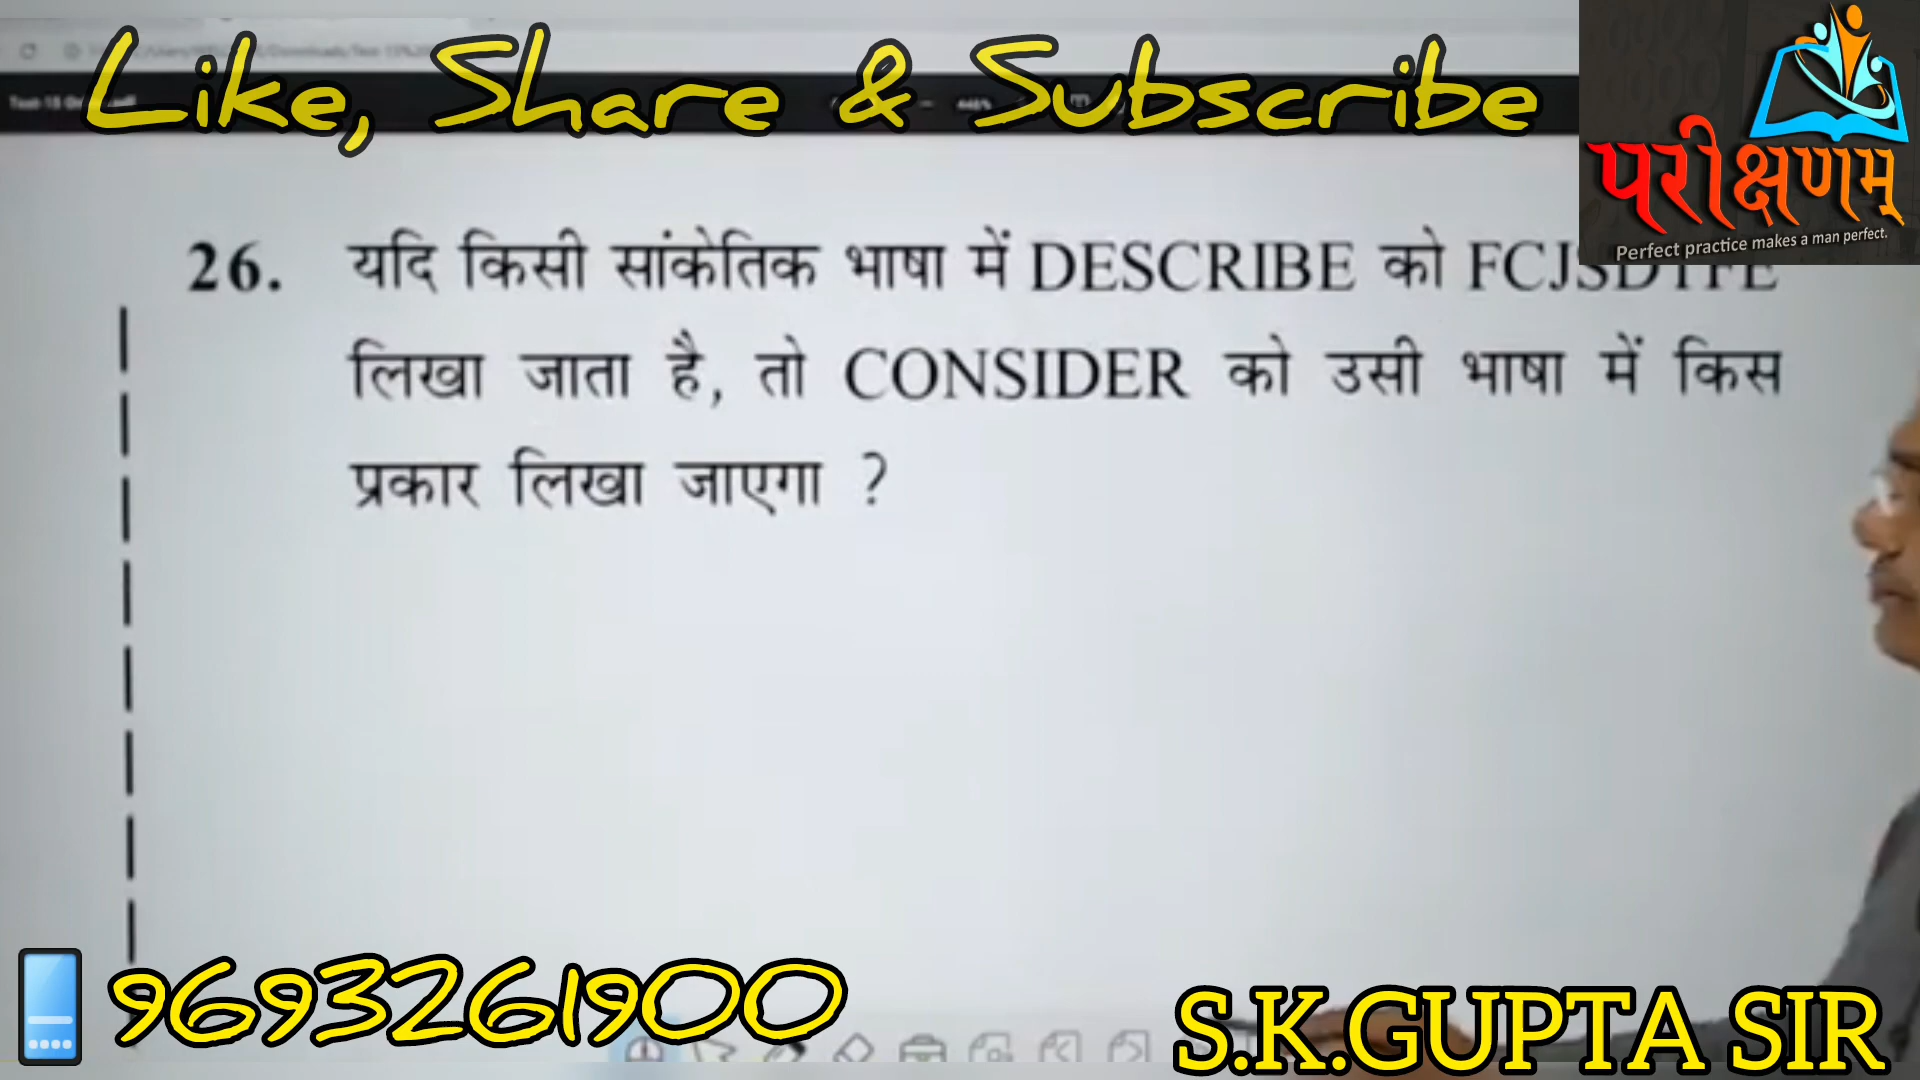 Like, Share & Subscribe
परीक्षणम्
Perfect practice makes a man perfect.
26. यदि किसी सांकेतिक भाषा में DESCRIBE को FCJSDTFE
लिखा जाता है, तो CONSIDER को उसी भाषा में किस
प्रकार लिखा जाएगा ?
9693261900
S.K.GUPTA SIR